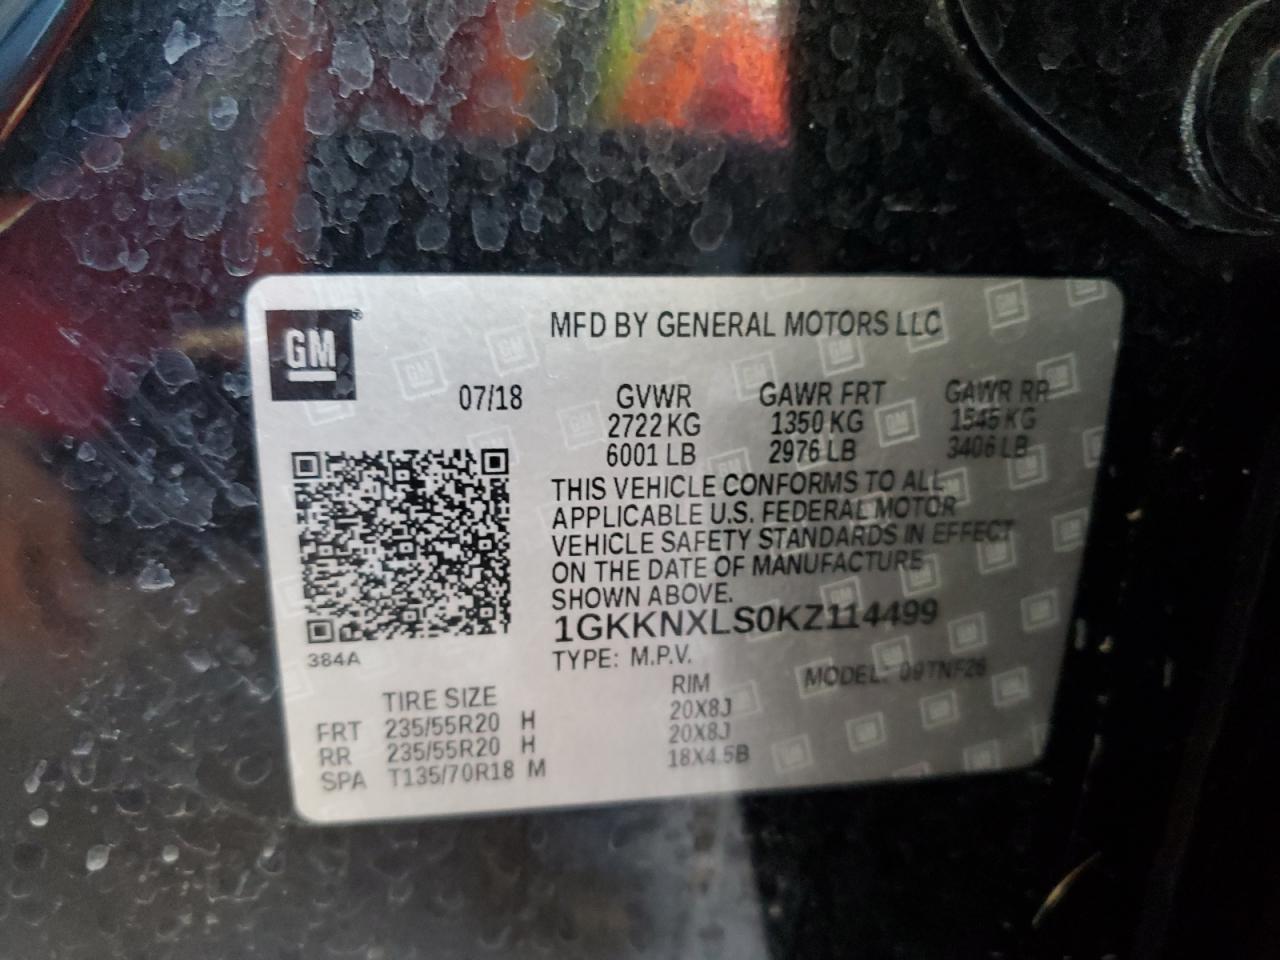 GM
MFD BY GENERAL MOTORS LLC
07/18 GVWR GAWR FRT GAWR RR
2722 KG 1350 KG 1545 KG
6001 LB 2976 LB 3406 LB
THIS VEHICLE CONFORMS TO ALL
APPLICABLE U.S. FEDERAL MOTOR
VEHICLE SAFETY STANDARDS IN EFFECT
ON THE DATE OF MANUFACTURE
SHOWN ABOVE.
1GKKNXLS0KZ114499
384A
TYPE: M.P.V. MODEL: 09TNF26
TIRE SIZE RIM
FRT 235/55R20 H 20X8J
RR 235/55R20 H 20X8J
SPA T135/70R18 M 18X4.5B